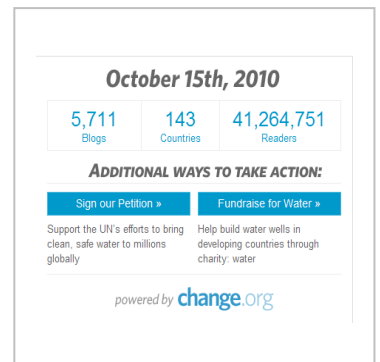 October 15th, 2010
5,711 143 41,264,751
Blogs Countries Readers
ADDITIONAL WAYS TO TAKE ACTION:
Sign our Petition » Fundraise for Water »
Support the UN's efforts to bring
clean, safe water to millions
globally
Help build water wells in
developing countries through
charity: water
powered by change.org